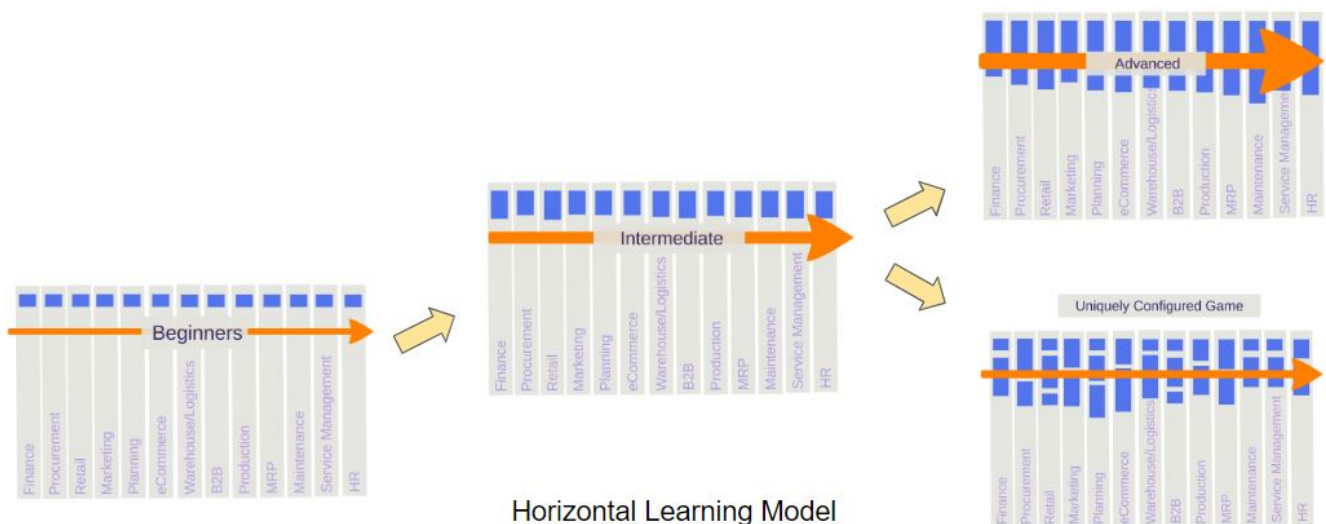 Beginners
Finance
Procurement
Retail
Marketing
Planning
eCommerce
Warehouse/Logistics
B2B
Production
MRP
Maintenance
Service Management
HR
Intermediate
Finance
Procurement
Retail
Marketing
Planning
eCommerce
Warehouse/Logistics
B2B
Production
MRP
Maintenance
Service Management
HR
Advanced
Finance
Procurement
Retail
Marketing
Planning
eCommerce
Warehouse/Logistics
B2B
Production
MRP
Maintenance
Service Managemen
HR
Uniquely Configured Game
Finance
Procurement
Retail
Marketing
Planning
eCommerce
Warehouse/Logistics
B2B
Production
MRP
Maintenance
Service Management
HR
Horizontal Learning Model